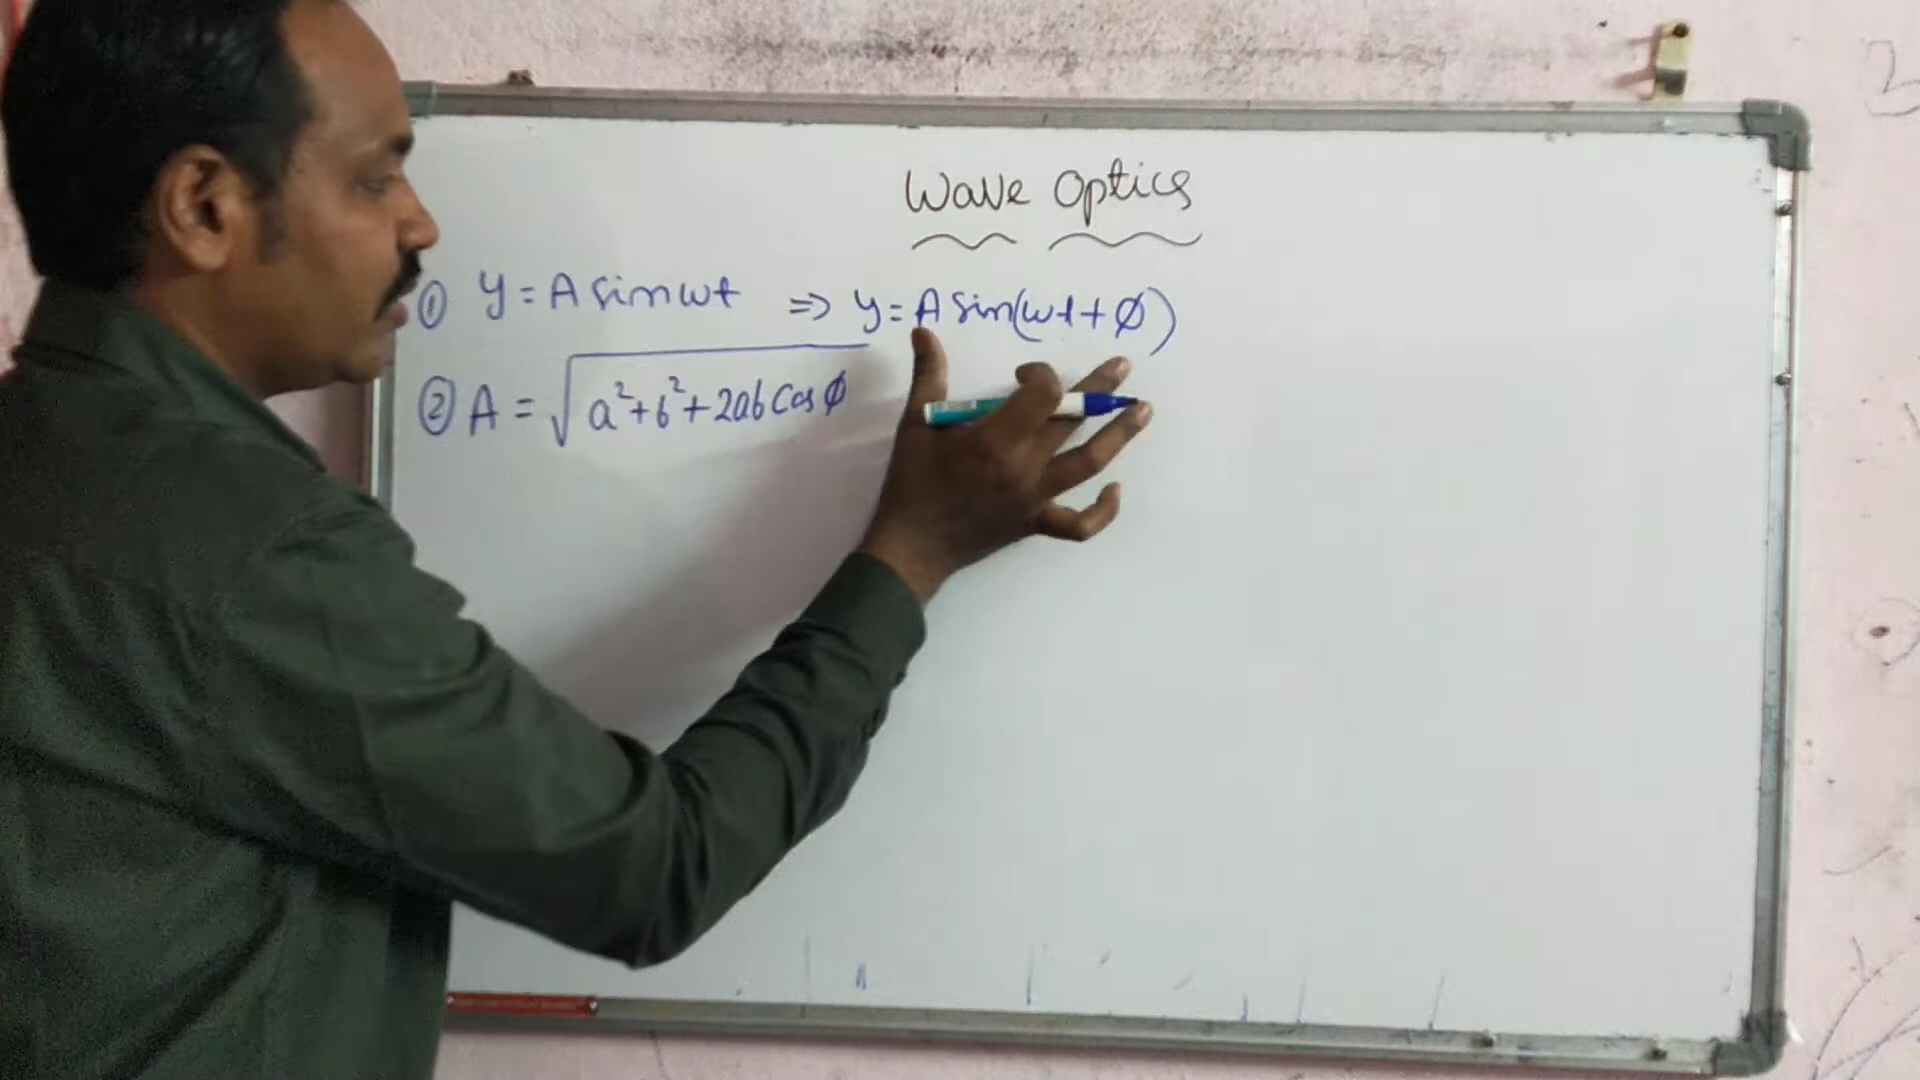 Wave Optics
① y = A sin wt ⇒ y = A sin(wt + Ø)
② A = √a²+b²+2ab Cos Ø